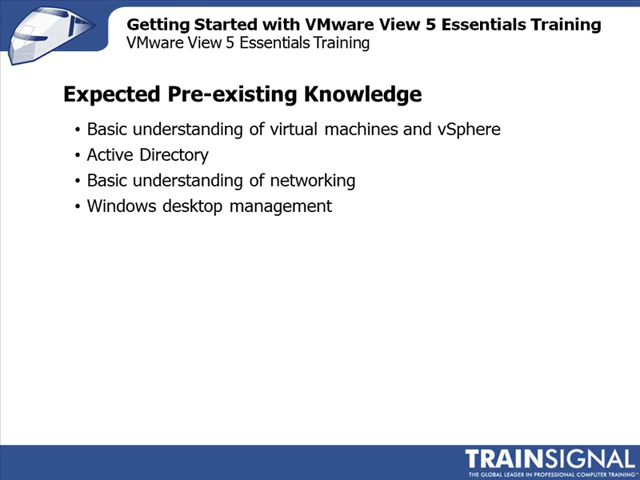 Getting Started with VMware View 5 Essentials Training
VMware View 5 Essentials Training
Expected Pre-existing Knowledge
• Basic understanding of virtual machines and vSphere
• Active Directory
• Basic understanding of networking
• Windows desktop management
TRAINSIGNAL
THE GLOBAL LEADER IN PROFESSIONAL COMPUTER TRAINING™